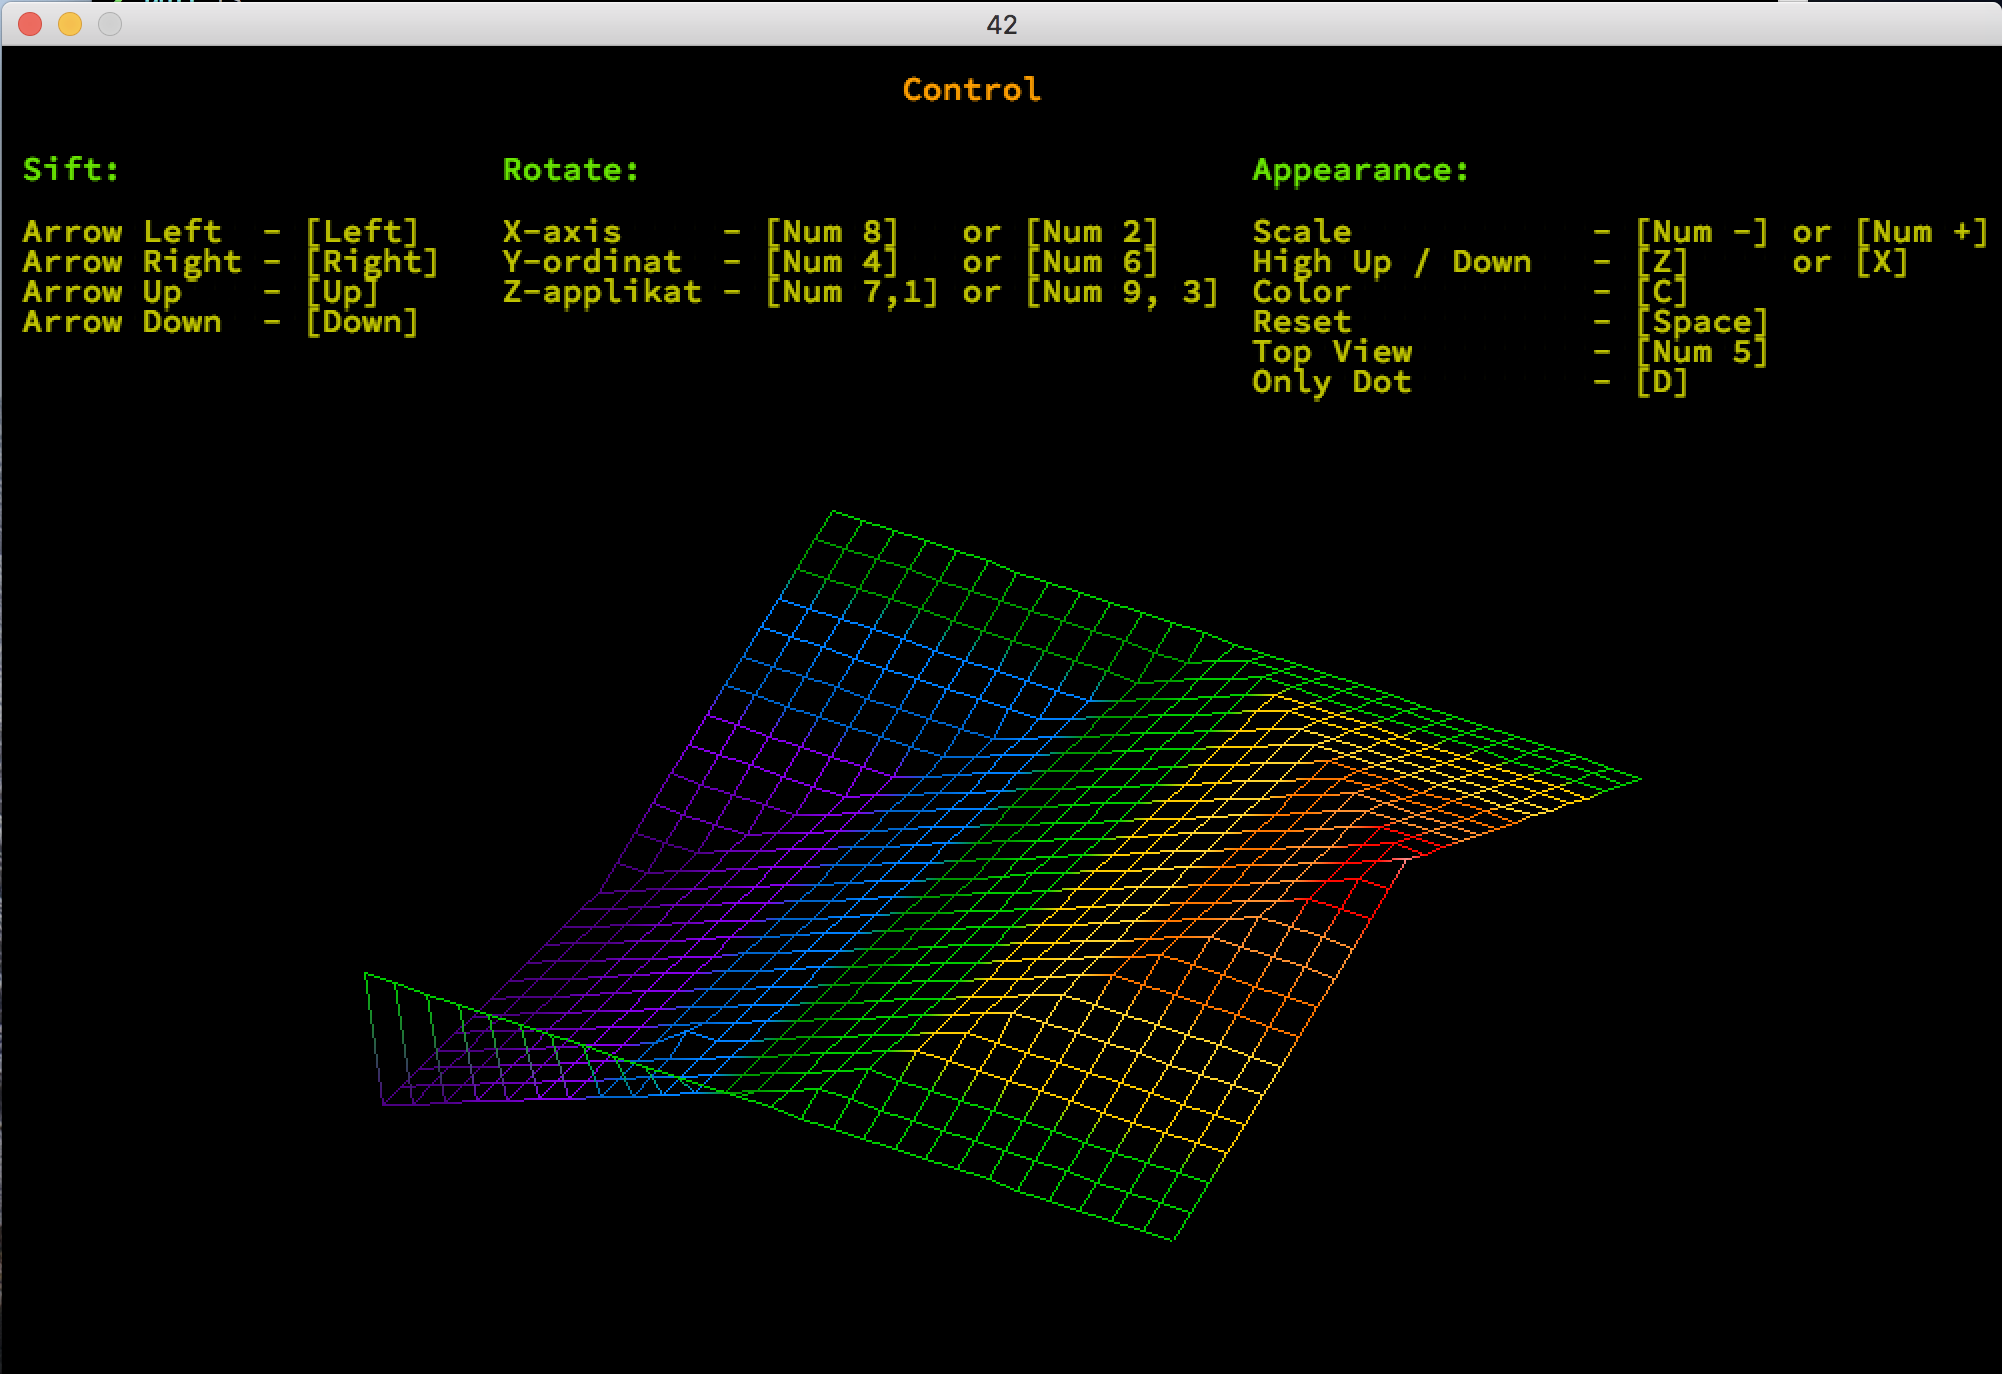 42
Control
Sift:
Arrow Left - [Left]
Arrow Right - [Right]
Arrow Up - [Up]
Arrow Down - [Down]
Rotate:
X-axis - [Num 8] or [Num 2]
Y-ordinat - [Num 4] or [Num 6]
Z-applikat - [Num 7,1] or [Num 9, 3]
Appearance:
Scale - [Num -] or [Num +]
High Up / Down - [Z] or [X]
Color - [C]
Reset - [Space]
Top View - [Num 5]
Only Dot - [D]